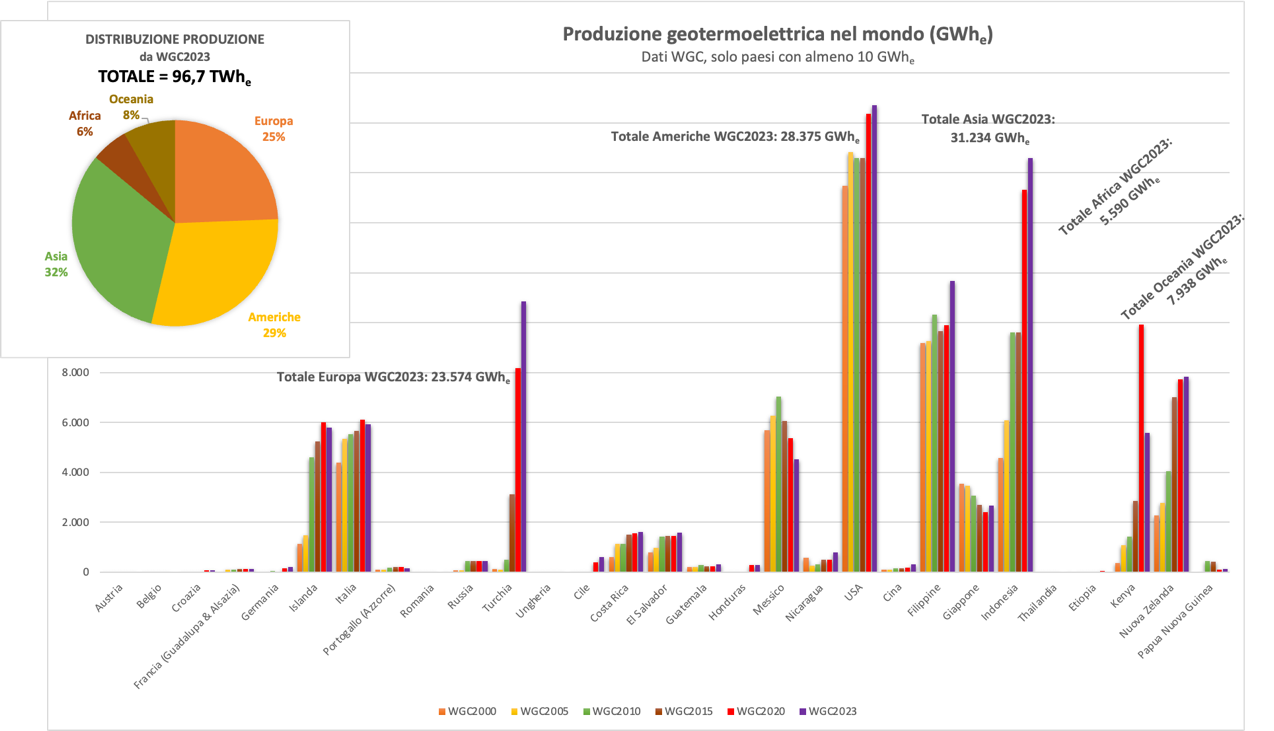 DISTRIBUZIONE PRODUZIONE
da WGC2023
TOTALE = 96,7 TWhe
Oceania
8%
Africa
6%
Europa
25%
Asia
32%
Americhe
29%
Produzione geotermoelettrica nel mondo (GWhe)
Dati WGC, solo paesi con almeno 10 GWhe
Totale Americhe WGC2023: 28.375 GWhe
Totale Asia WGC2023:
31.234 GWhe
Totale Africa WGC2023:
5.590 GWhe
Totale Oceania WGC2023:
7.938 GWhe
Totale Europa WGC2023: 23.574 GWhe
8.000
6.000
4.000
2.000
0
Austria
Belgio
Croazia
Francia (Guadalupa & Alsazia)
Germania
Islanda
Italia
Portogallo (Azzorre)
Romania
Russia
Turchia
Ungheria
Cile
Costa Rica
El Salvador
Guatemala
Honduras
Messico
Nicaragua
USA
Cina
Filippine
Giappone
Indonesia
Thailandia
Etiopia
Kenya
Nuova Zelanda
Papua Nuova Guinea
WGC2000 WGC2005 WGC2010 WGC2015 WGC2020 WGC2023